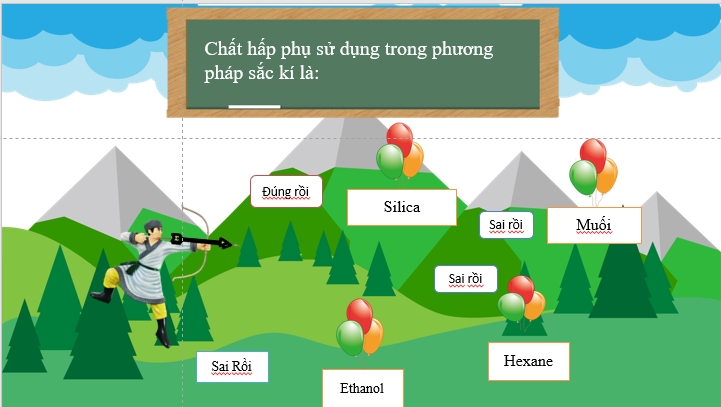 Chất hấp phụ sử dụng trong phương
pháp sắc kí là:
Đúng rồi
Silica
Sai rồi
Muối
Sai rồi
Sai Rồi
Ethanol
Hexane